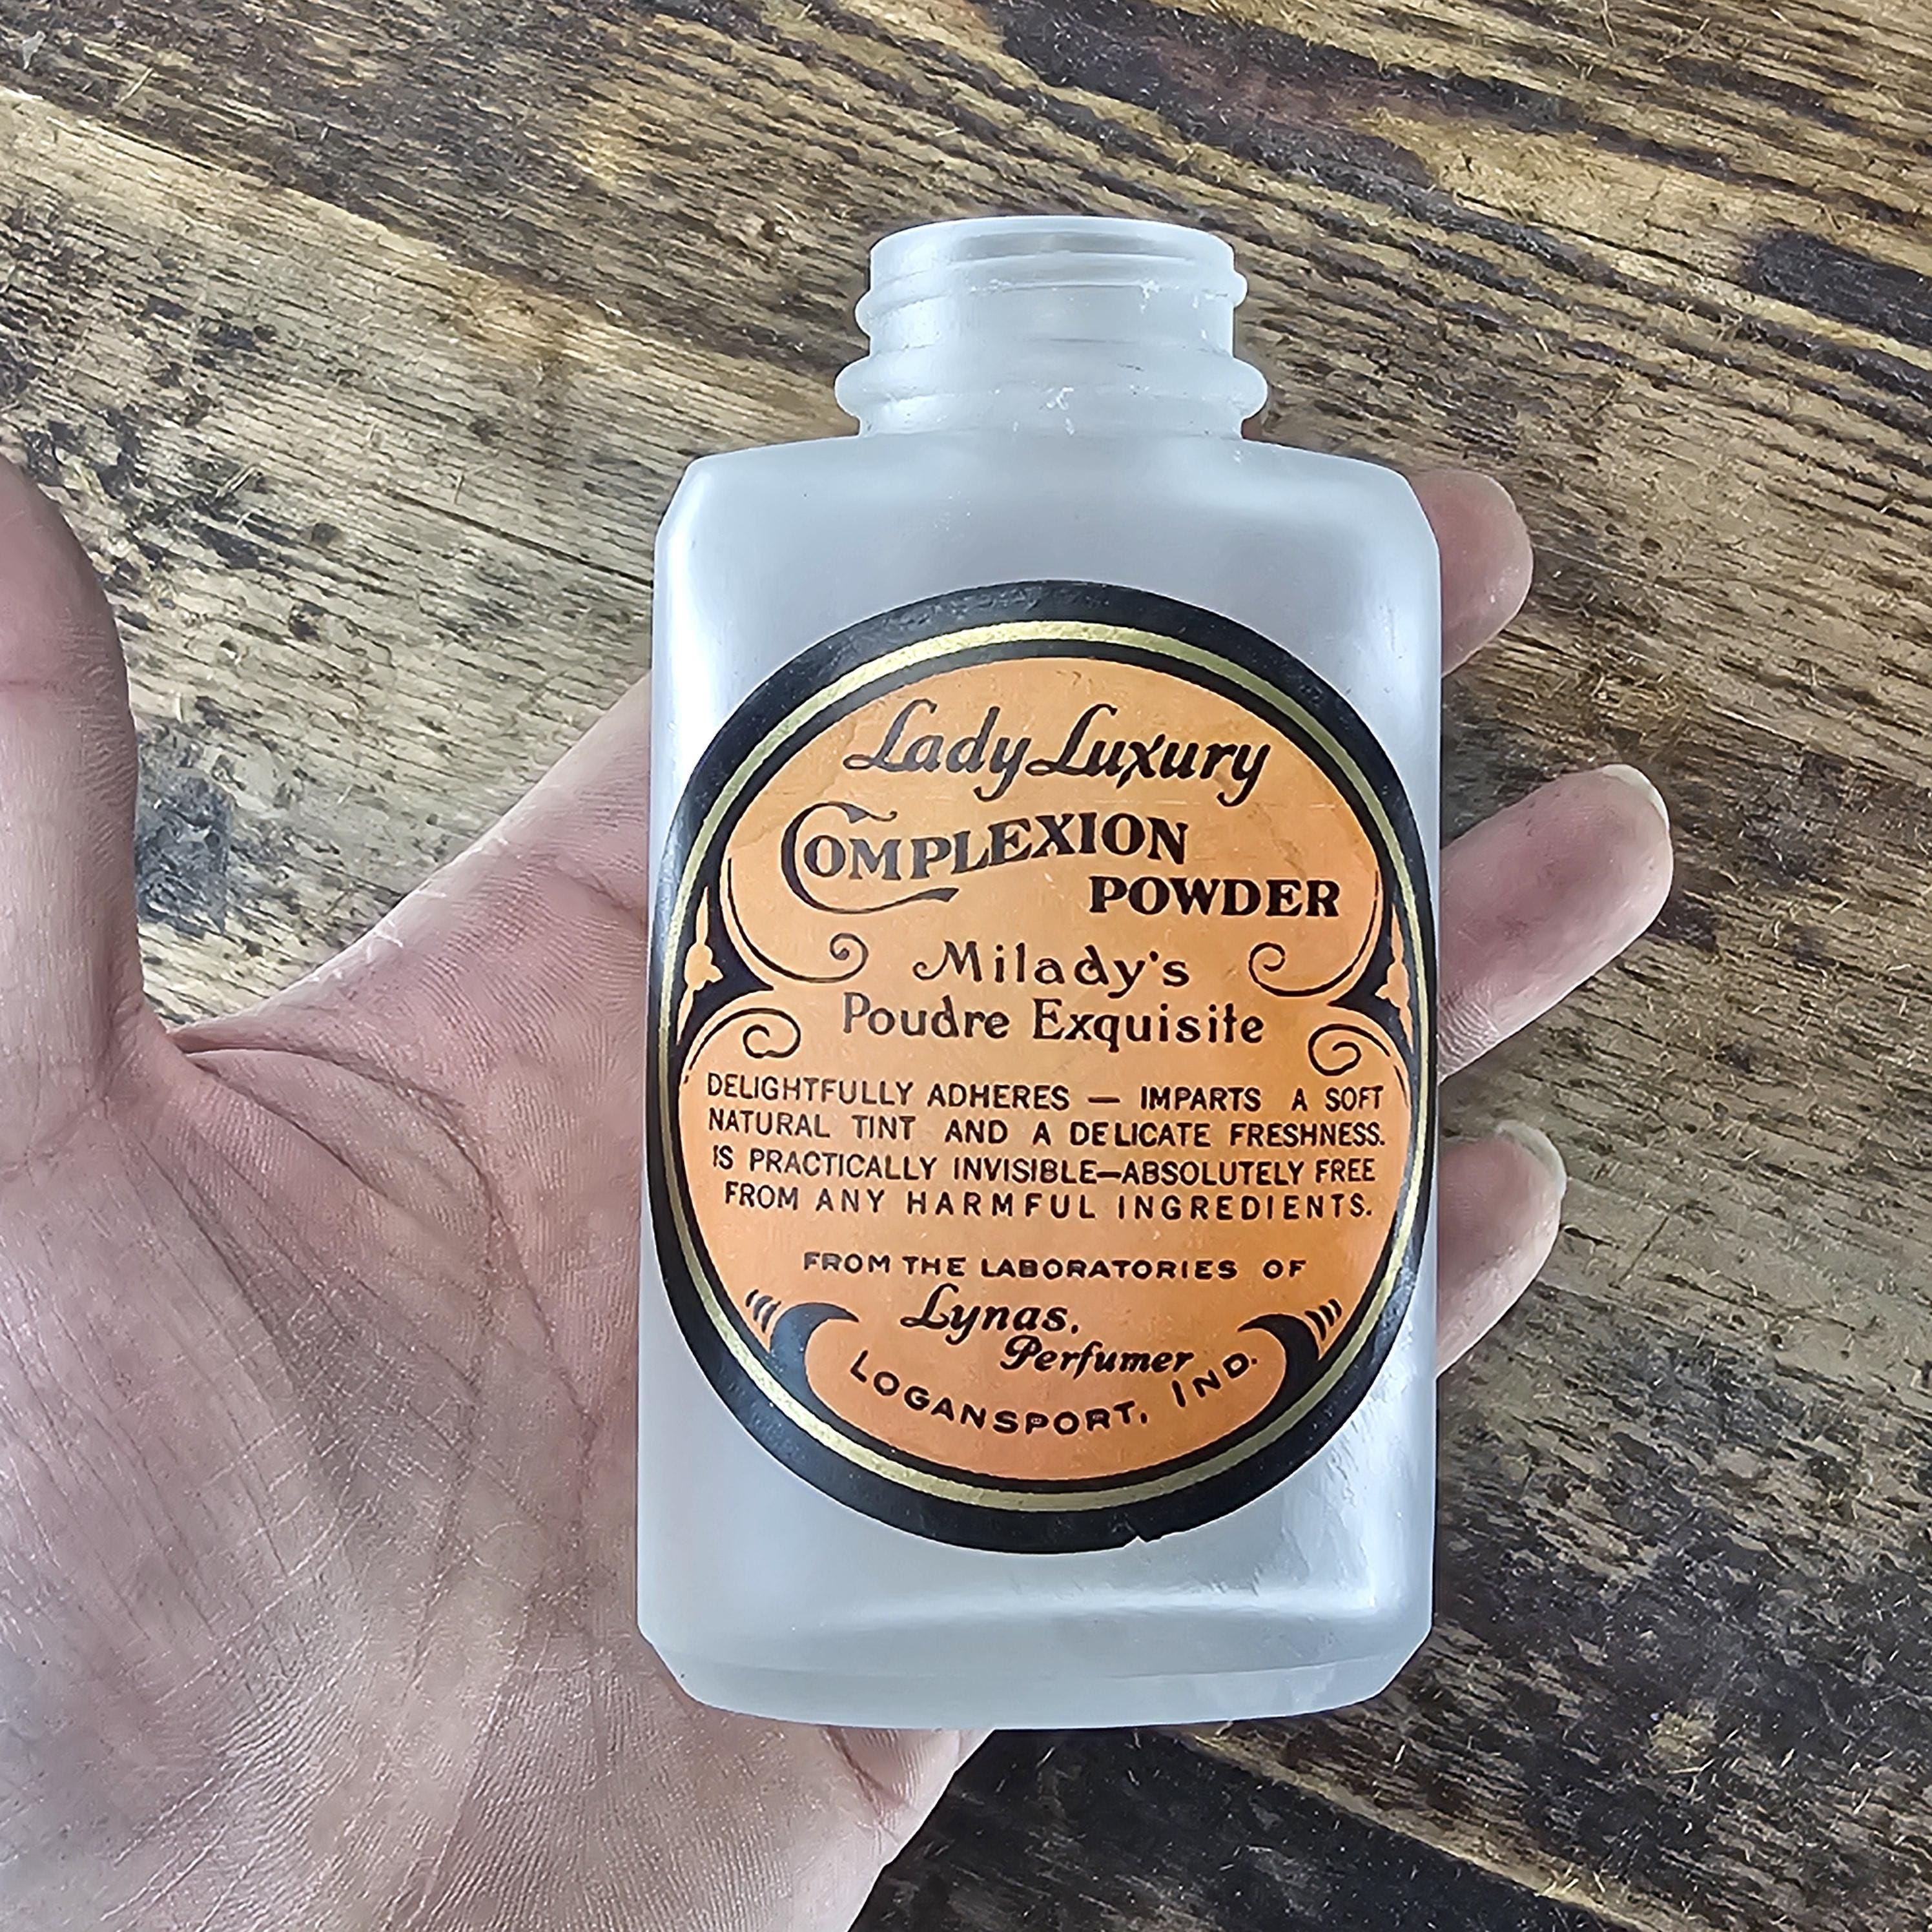 Lady Luxury
COMPLEXION
POWDER
Milady's
Poudre Exquisite
DELIGHTFULLY ADHERES — IMPARTS A SOFT
NATURAL TINT AND A DELICATE FRESHNESS.
IS PRACTICALLY INVISIBLE—ABSOLUTELY FREE
FROM ANY HARMFUL INGREDIENTS.
FROM THE LABORATORIES OF
Lynas,
Perfumer
LOGANSPORT, IND.